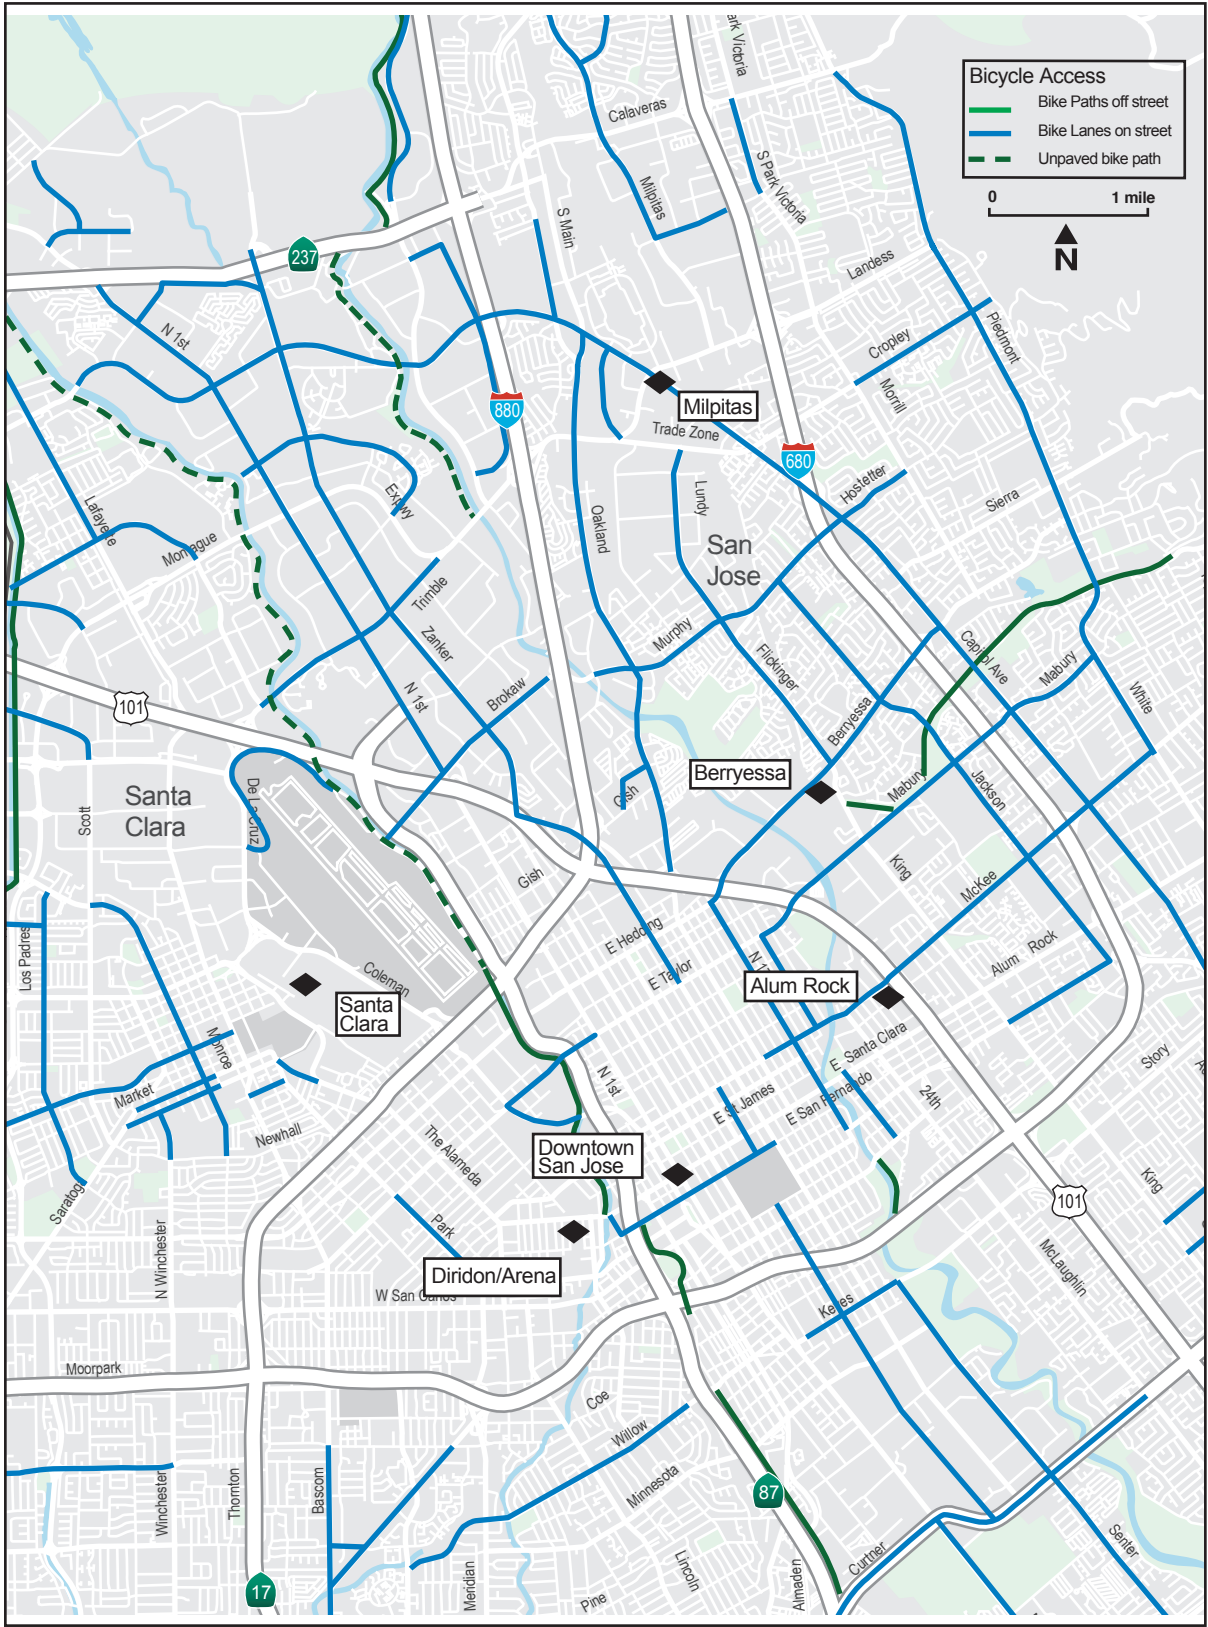 Park Victoria
Bicycle Access
Bike Paths off street
Bike Lanes on street
Unpaved bike path
0
1 mile
N
Calaveras
S Park Victoria
Milpitas
S Main
237
Landess
Piedmont
Cropley
N 1st
Morrill
880
Milpitas
Trade Zone
680
Hostetter
Sierra
Lundy
Expwy
Lafayette
Oakland
Montague
San
Jose
Trimble
Murphy
Zanker
Flickinger
Capitol Ave
Mabury
White
N 1st
Brokaw
101
Berryessa
Berryessa
Mabury
Jackson
Gish
De La Cruz
Scott
Santa
Clara
King
McKee
Gish
E Hedding
E Taylor
Alum Rock
Los Padres
Coleman
Alum Rock
Santa
Clara
E Santa Clara
Story
Monroe
Market
N 1st
E St James
E San Fernando
24th
Newhall
The Alameda
Downtown
San Jose
King
101
Saratog
Park
N Winchester
McLaughlin
Diridon/Arena
W San Carlos
Keyes
Moorpark
Coe
Willow
Minnesota
87
Winchester
Thornton
Bascom
Meridian
Lincoln
Pine
Almaden
Curtner
Senter
17